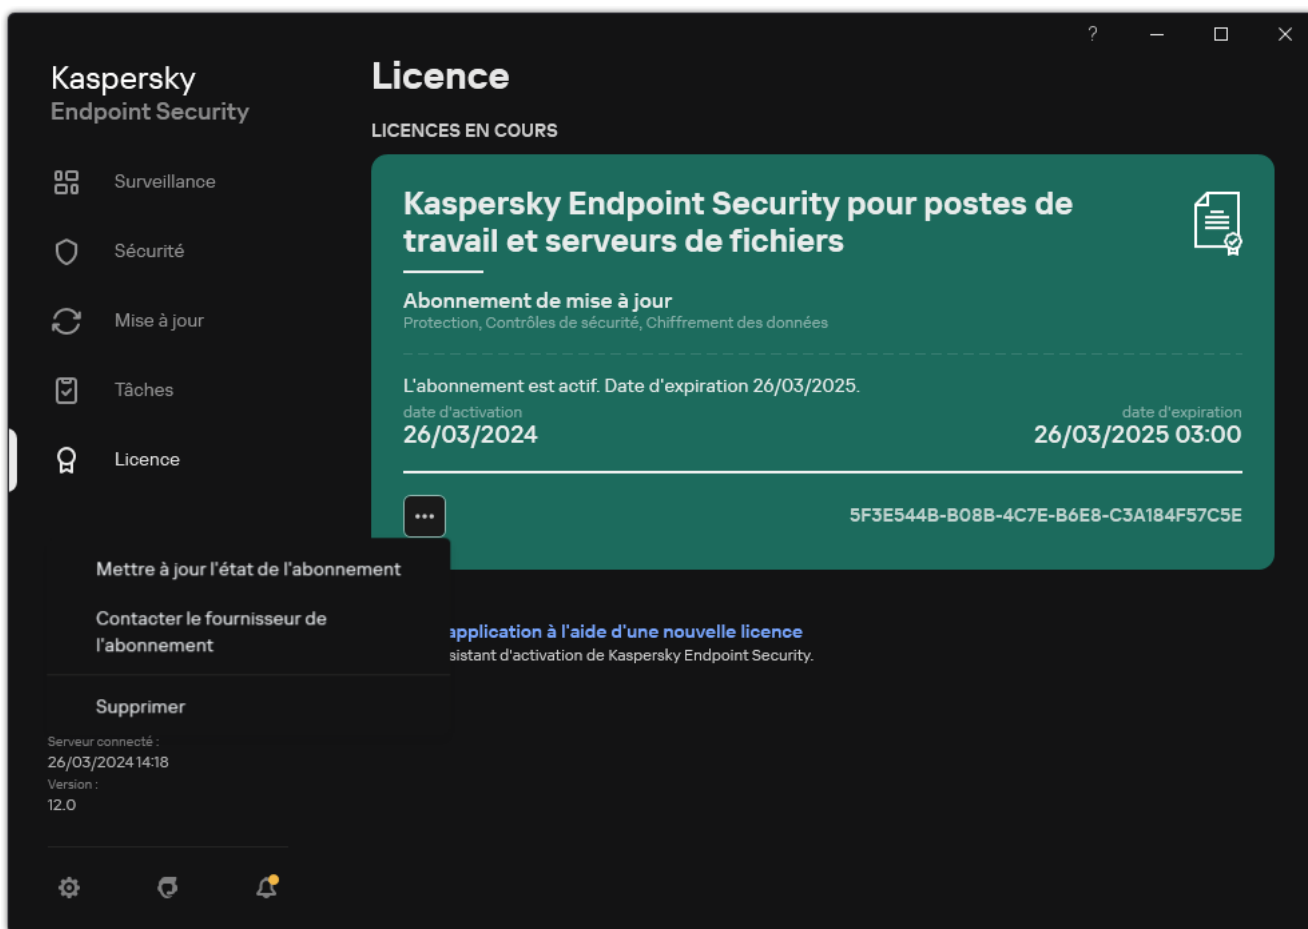 Kaspersky
Endpoint Security
Surveillance
Sécurité
Mise à jour
Tâches
Licence
Licence
LICENCES EN COURS
Kaspersky Endpoint Security pour postes de
travail et serveurs de fichiers
Abonnement de mise à jour
Protection, Contrôles de sécurité, Chiffrement des données
L'abonnement est actif. Date d'expiration 26/03/2025.
date d'activation
26/03/2024
date d'expiration
26/03/2025 03:00
5F3E544B-B08B-4C7E-B6E8-C3A184F57C5E
Mettre à jour l'état de l'abonnement
Contacter le fournisseur de
l'abonnement
Supprimer
application à l'aide d'une nouvelle licence
sistant d'activation de Kaspersky Endpoint Security.
Serveur connecté :
26/03/2024 14:18
Version :
12.0